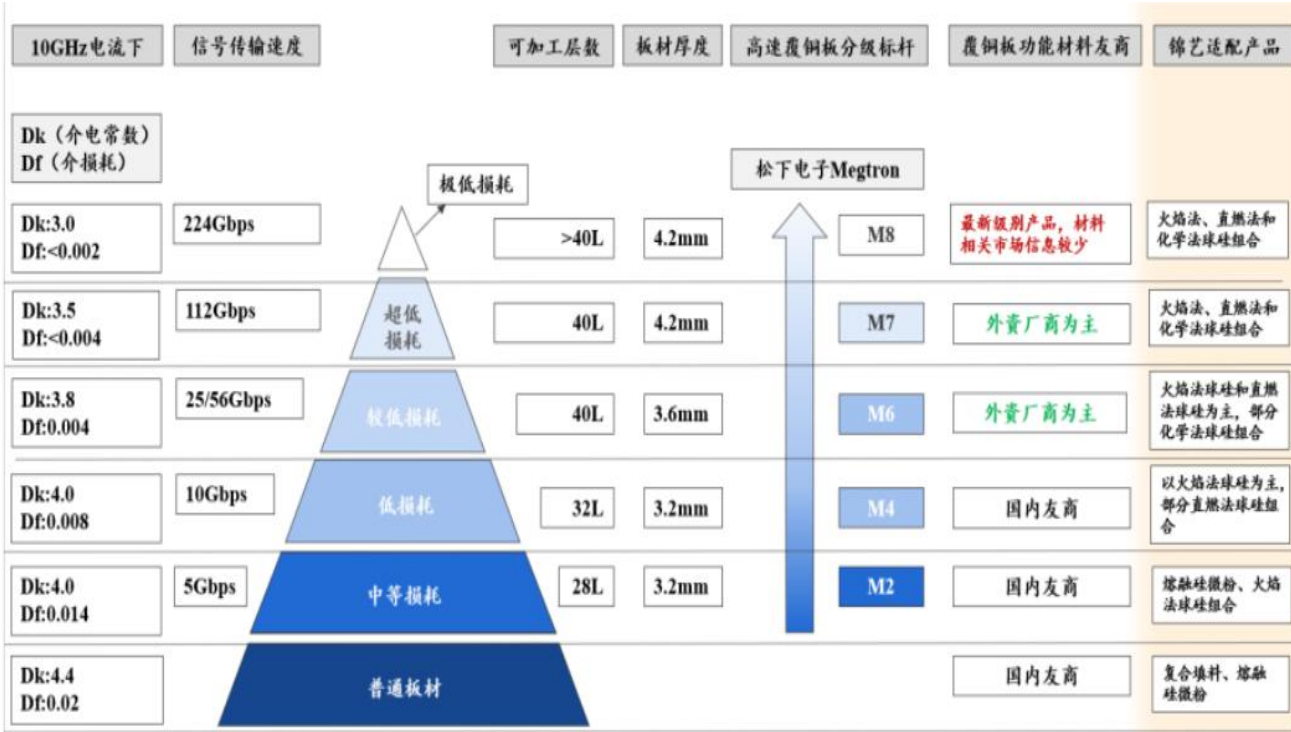 10GHz电流下
信号传输速度
可加工层数
板材厚度
高速覆铜板分级标杆
覆铜板功能材料友商
锦艺适配产品
Dk（介电常数）
Df（介损耗）
极低损耗
松下电子Megtron
Dk:3.0
Df:<0.002
224Gbps
>40L
4.2mm
M8
最新级别产品，材料
相关市场信息较少
火焰法、直燃法和
化学法球硅组合
Dk:3.5
Df:<0.004
112Gbps
超低
损耗
40L
4.2mm
M7
外资厂商为主
火焰法、直燃法和
化学法球硅组合
Dk:3.8
Df:0.004
25/56Gbps
较低损耗
40L
3.6mm
M6
外资厂商为主
火焰法球硅和直燃
法球硅为主，部分
化学法球硅组合
Dk:4.0
Df:0.008
10Gbps
低损耗
32L
3.2mm
M4
国内友商
以火焰法球硅为主，
部分直燃法球硅组
合
Dk:4.0
Df:0.014
5Gbps
中等损耗
28L
3.2mm
M2
国内友商
熔融硅微粉、火焰
法球硅组合
Dk:4.4
Df:0.02
普通板材
国内友商
复合填料、熔融
硅微粉